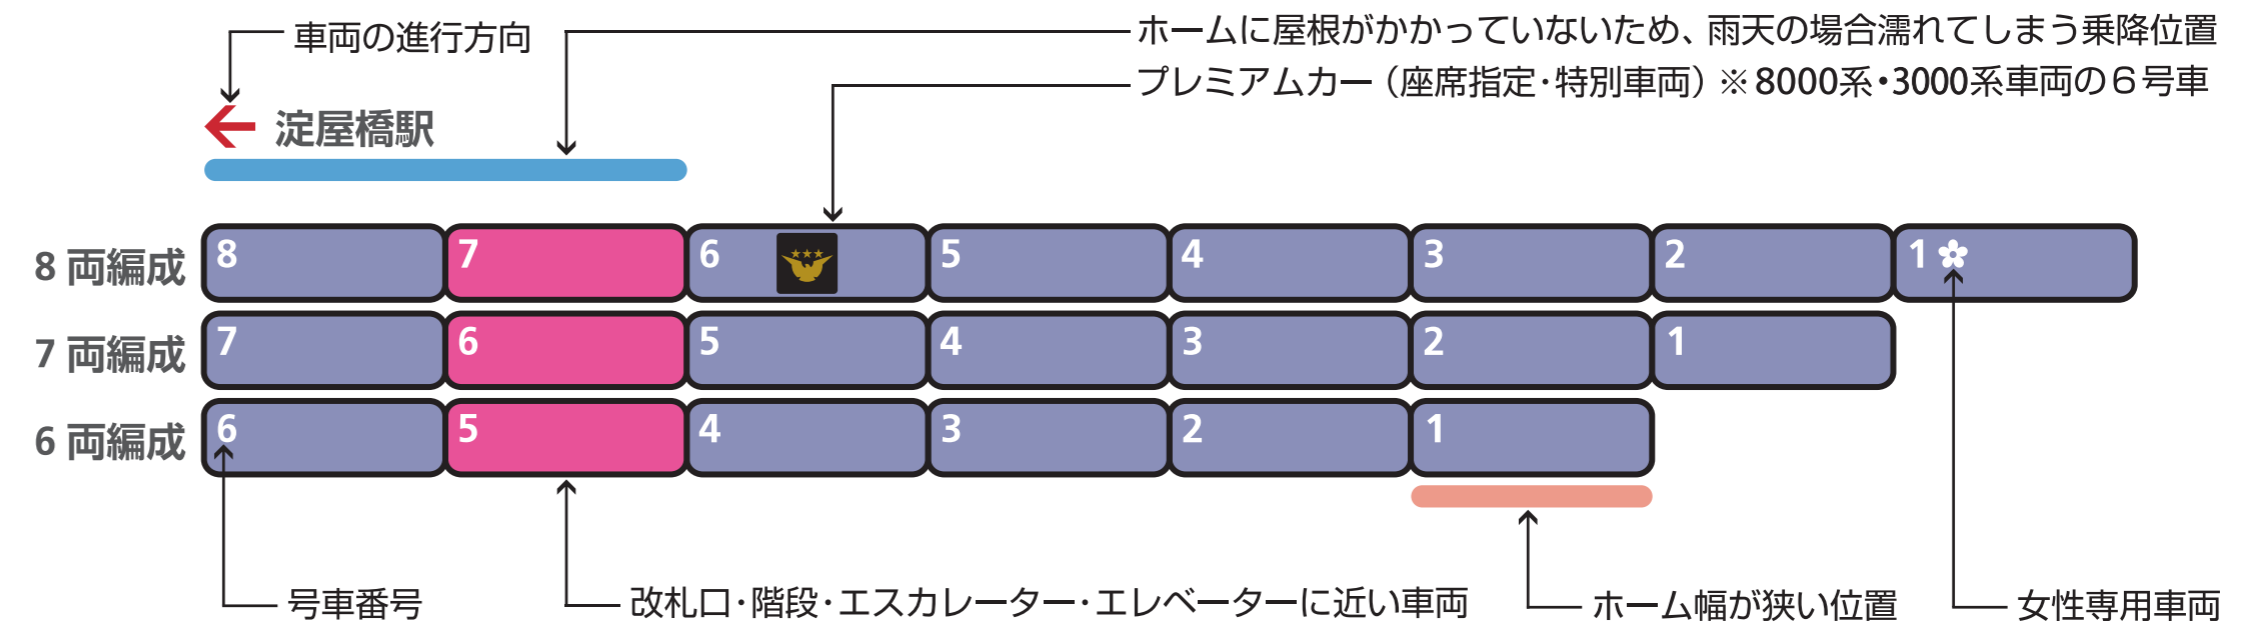 車両の進行方向
ホームに屋根がかかっていないため、雨天の場合濡れてしまう乗降位置
プレミアムカー（座席指定・特別車両）※8000系・3000系車両の６号車
淀屋橋駅
8 両編成 8 7 6 5 4 3 2 1
7 両編成 7 6 5 4 3 2 1
6 両編成 6 5 4 3 2 1
号車番号
改札口・階段・エスカレーター・エレベーターに近い車両
ホーム幅が狭い位置
女性専用車両